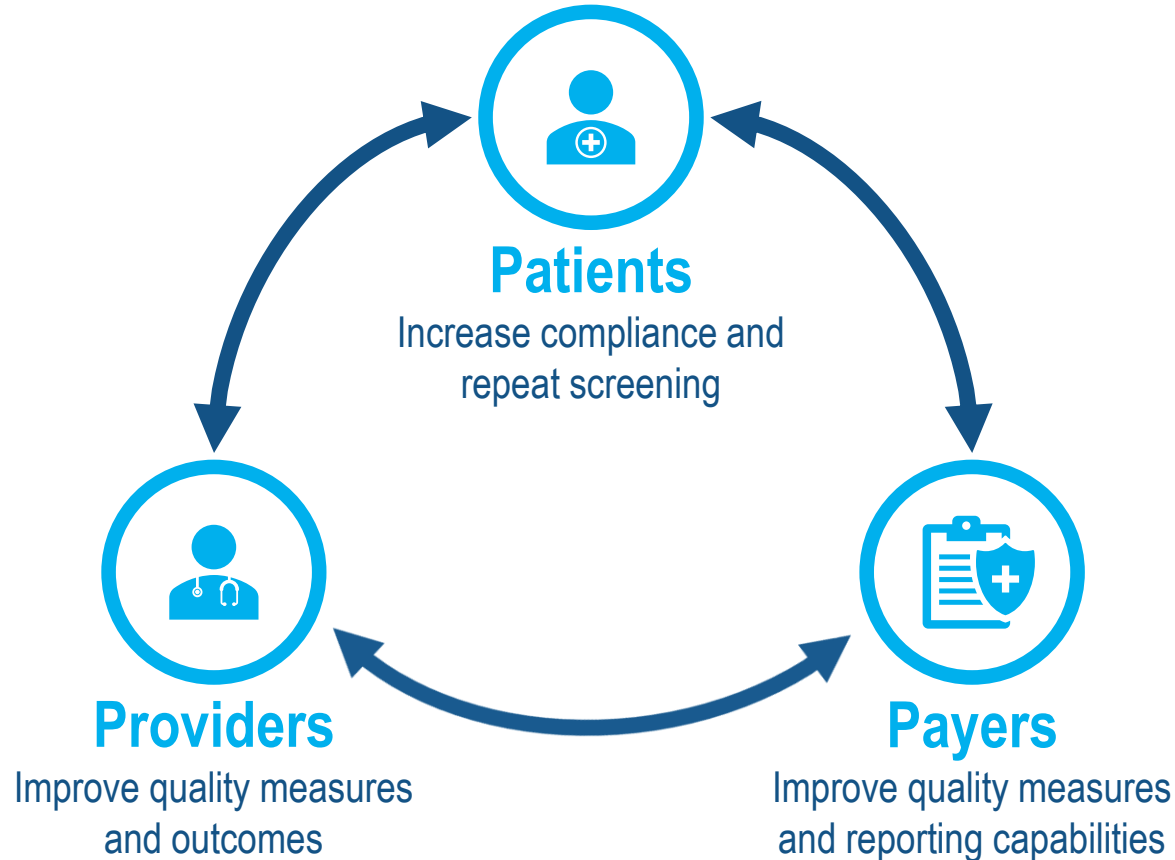 Patients
Increase compliance and
repeat screening
Providers
Improve quality measures
and outcomes
Payers
Improve quality measures
and reporting capabilities